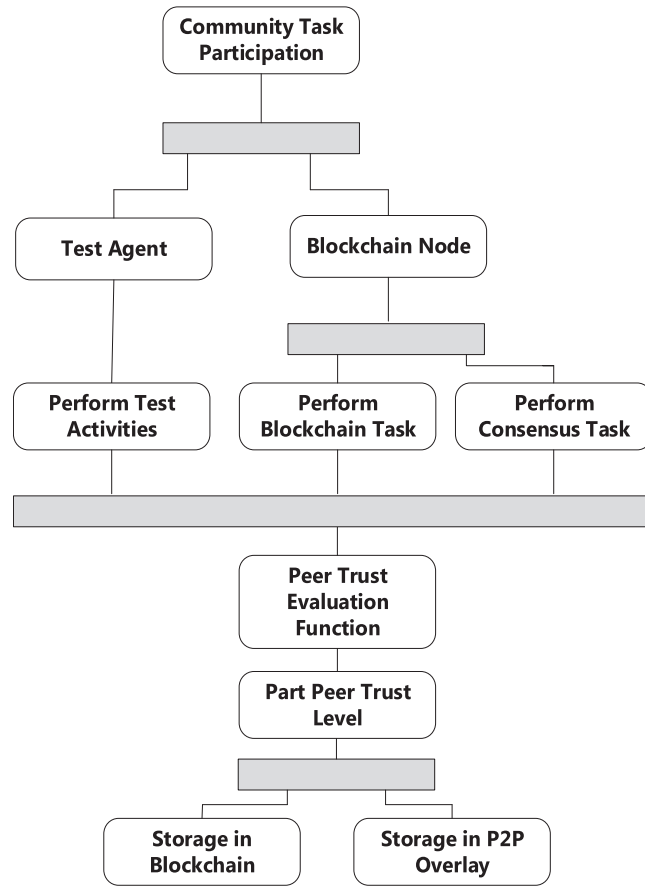 Community Task
Participation
Test Agent
Blockchain Node
Perform Test
Activities
Perform
Blockchain Task
Perform
Consensus Task
Peer Trust
Evaluation
Function
Part Peer Trust
Level
Storage in
Blockchain
Storage in P2P
Overlay